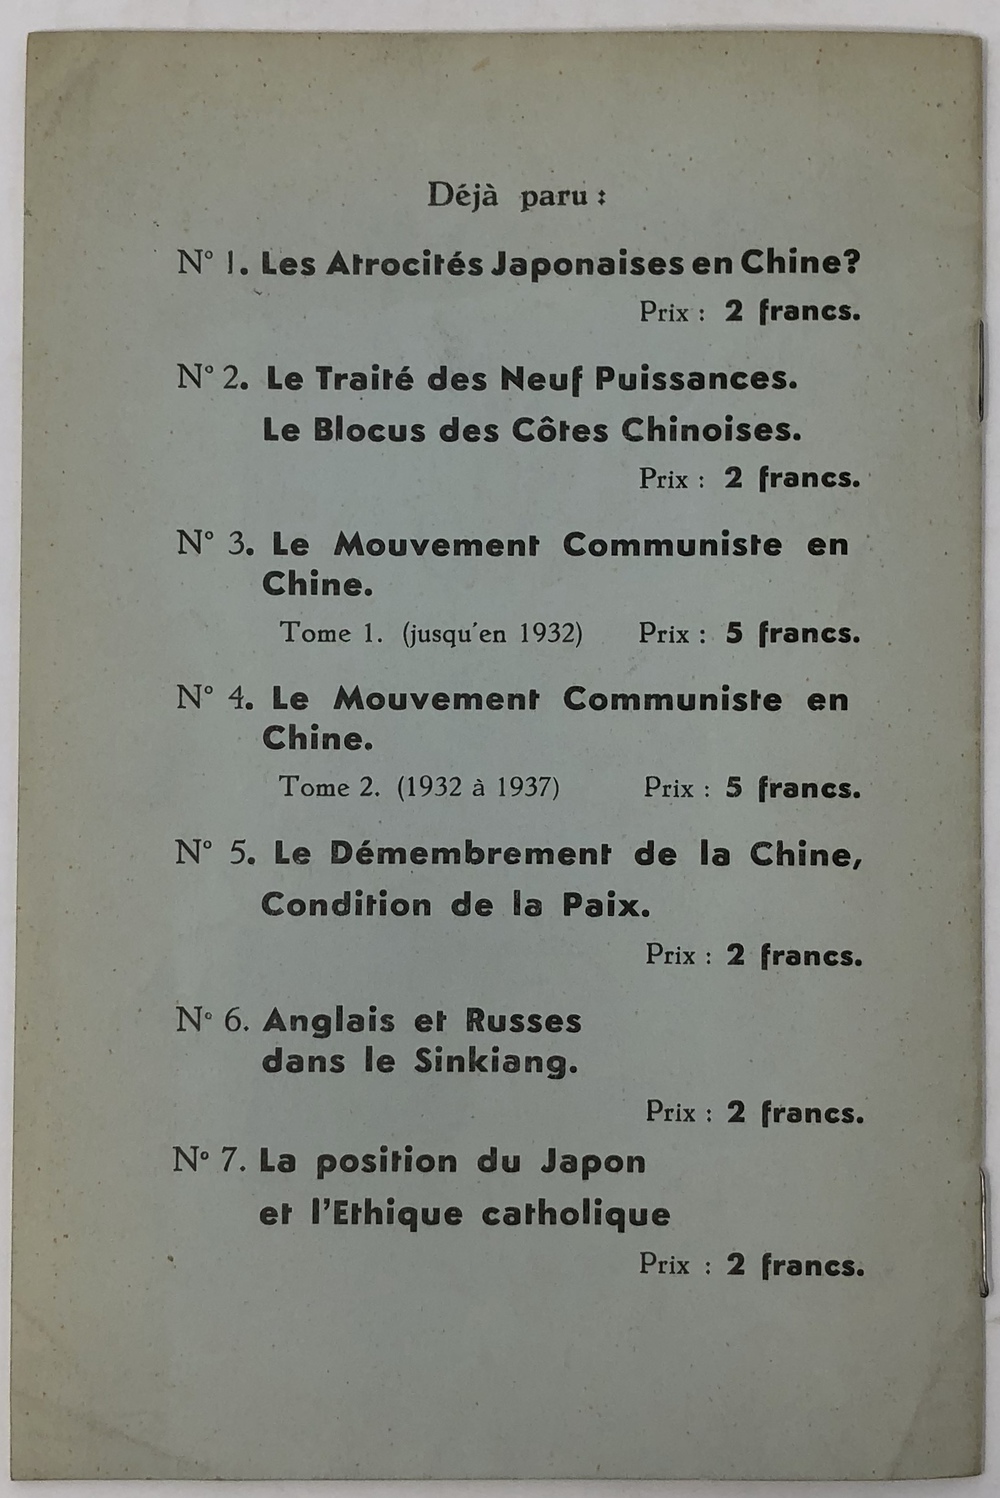 Déjà paru :
N° 1. Les Atrocités Japonaises en Chine?
Prix : 2 francs.
N° 2. Le Traité des Neuf Puissances.
Le Blocus des Côtes Chinoises.
Prix : 2 francs.
N° 3. Le Mouvement Communiste en
Chine.
Tome 1. (jusqu'en 1932) Prix : 5 francs.
N° 4. Le Mouvement Communiste en
Chine.
Tome 2. (1932 à 1937) Prix : 5 francs.
N° 5. Le Démembrement de la Chine,
Condition de la Paix.
Prix : 2 francs.
N° 6. Anglais et Russes
dans le Sinkiang.
Prix : 2 francs.
N° 7. La position du Japon
et l'Ethique catholique
Prix : 2 francs.